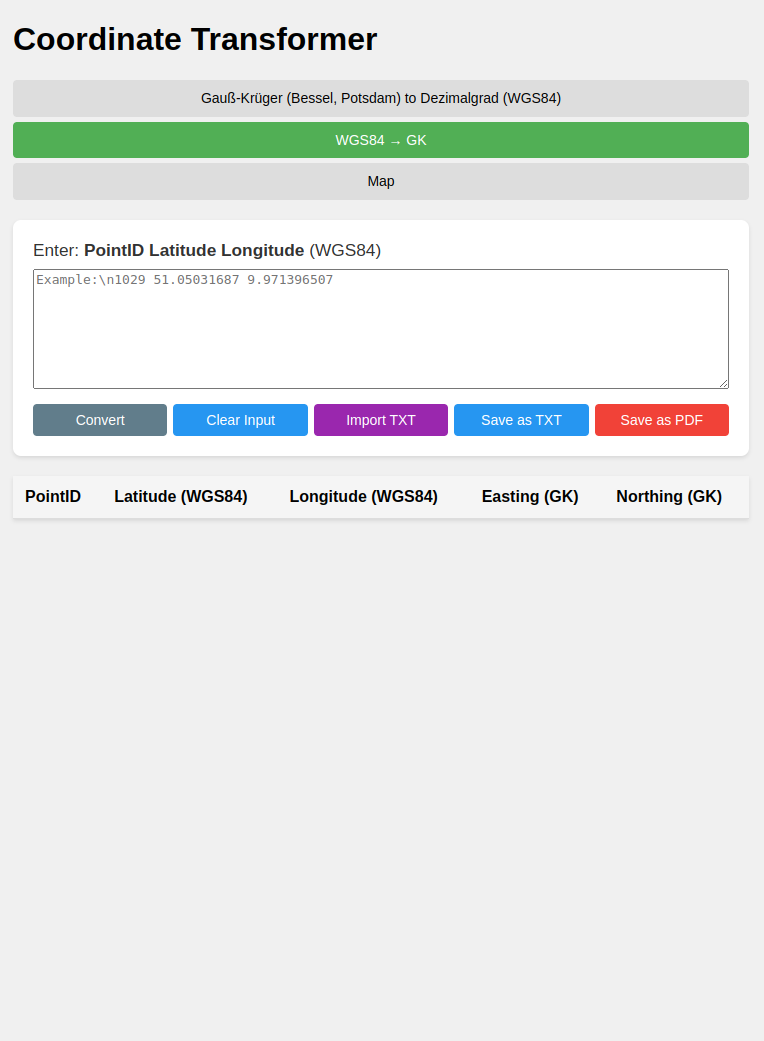 Coordinate Transformer
Gauß-Krüger (Bessel, Potsdam) to Dezimalgrad (WGS84)
WGS84 → GK
Map
Enter: PointID Latitude Longitude (WGS84)
Example:\n1029 51.05031687 9.971396507
Convert Clear Input Import TXT Save as TXT Save as PDF
PointID Latitude (WGS84) Longitude (WGS84) Easting (GK) Northing (GK)